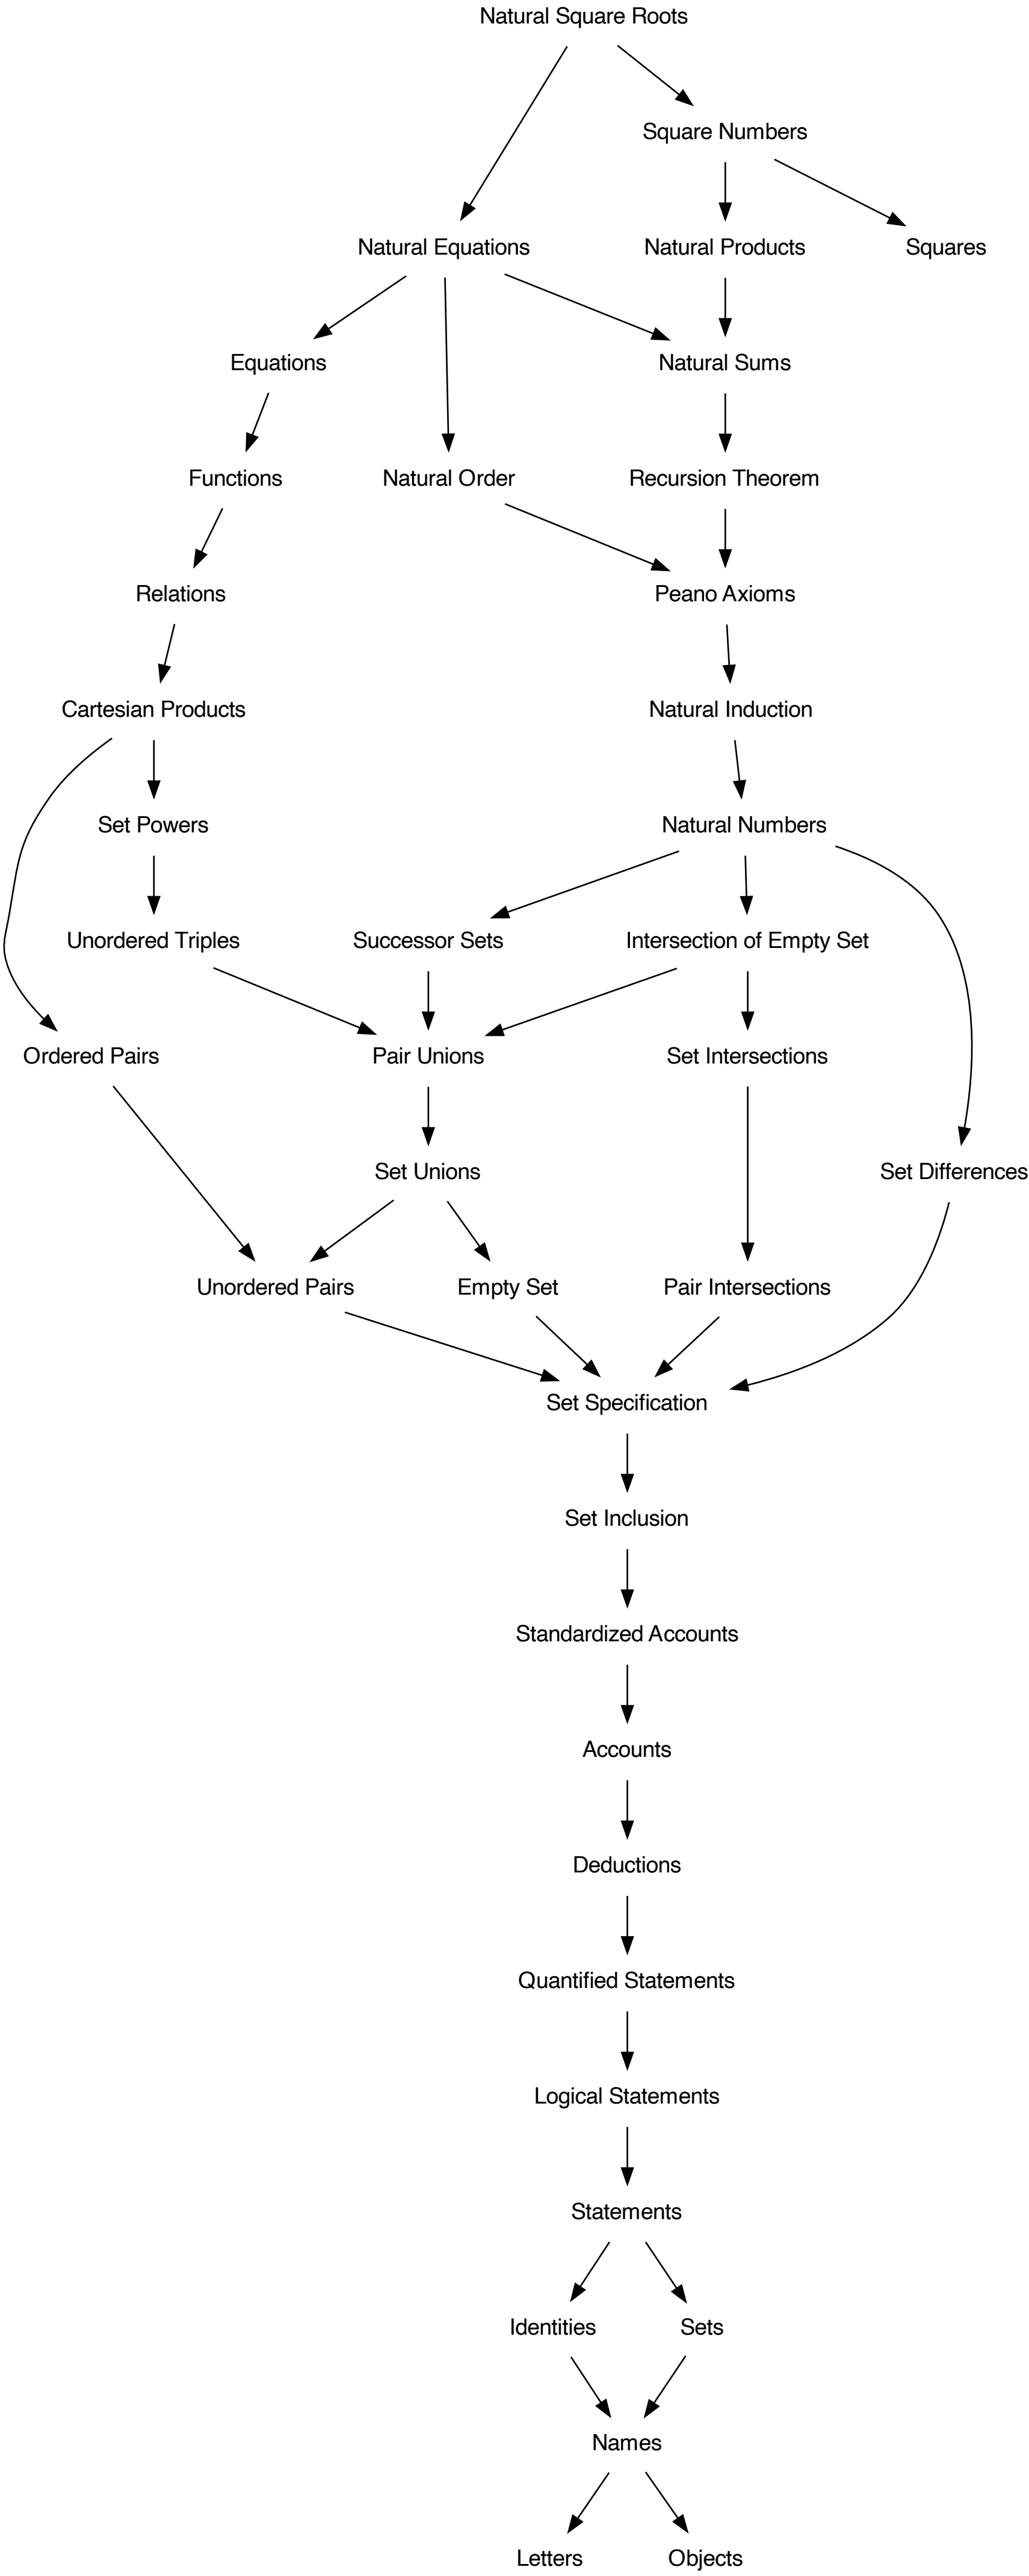 Natural Square Roots
Square Numbers
Natural Equations
Natural Products
Squares
Equations
Natural Sums
Functions
Natural Order
Recursion Theorem
Relations
Peano Axioms
Cartesian Products
Natural Induction
Set Powers
Natural Numbers
Unordered Triples
Successor Sets
Intersection of Empty Set
Ordered Pairs
Pair Unions
Set Intersections
Set Unions
Set Differences
Unordered Pairs
Empty Set
Pair Intersections
Set Specification
Set Inclusion
Standardized Accounts
Accounts
Deductions
Quantified Statements
Logical Statements
Statements
Identities
Sets
Names
Letters
Objects